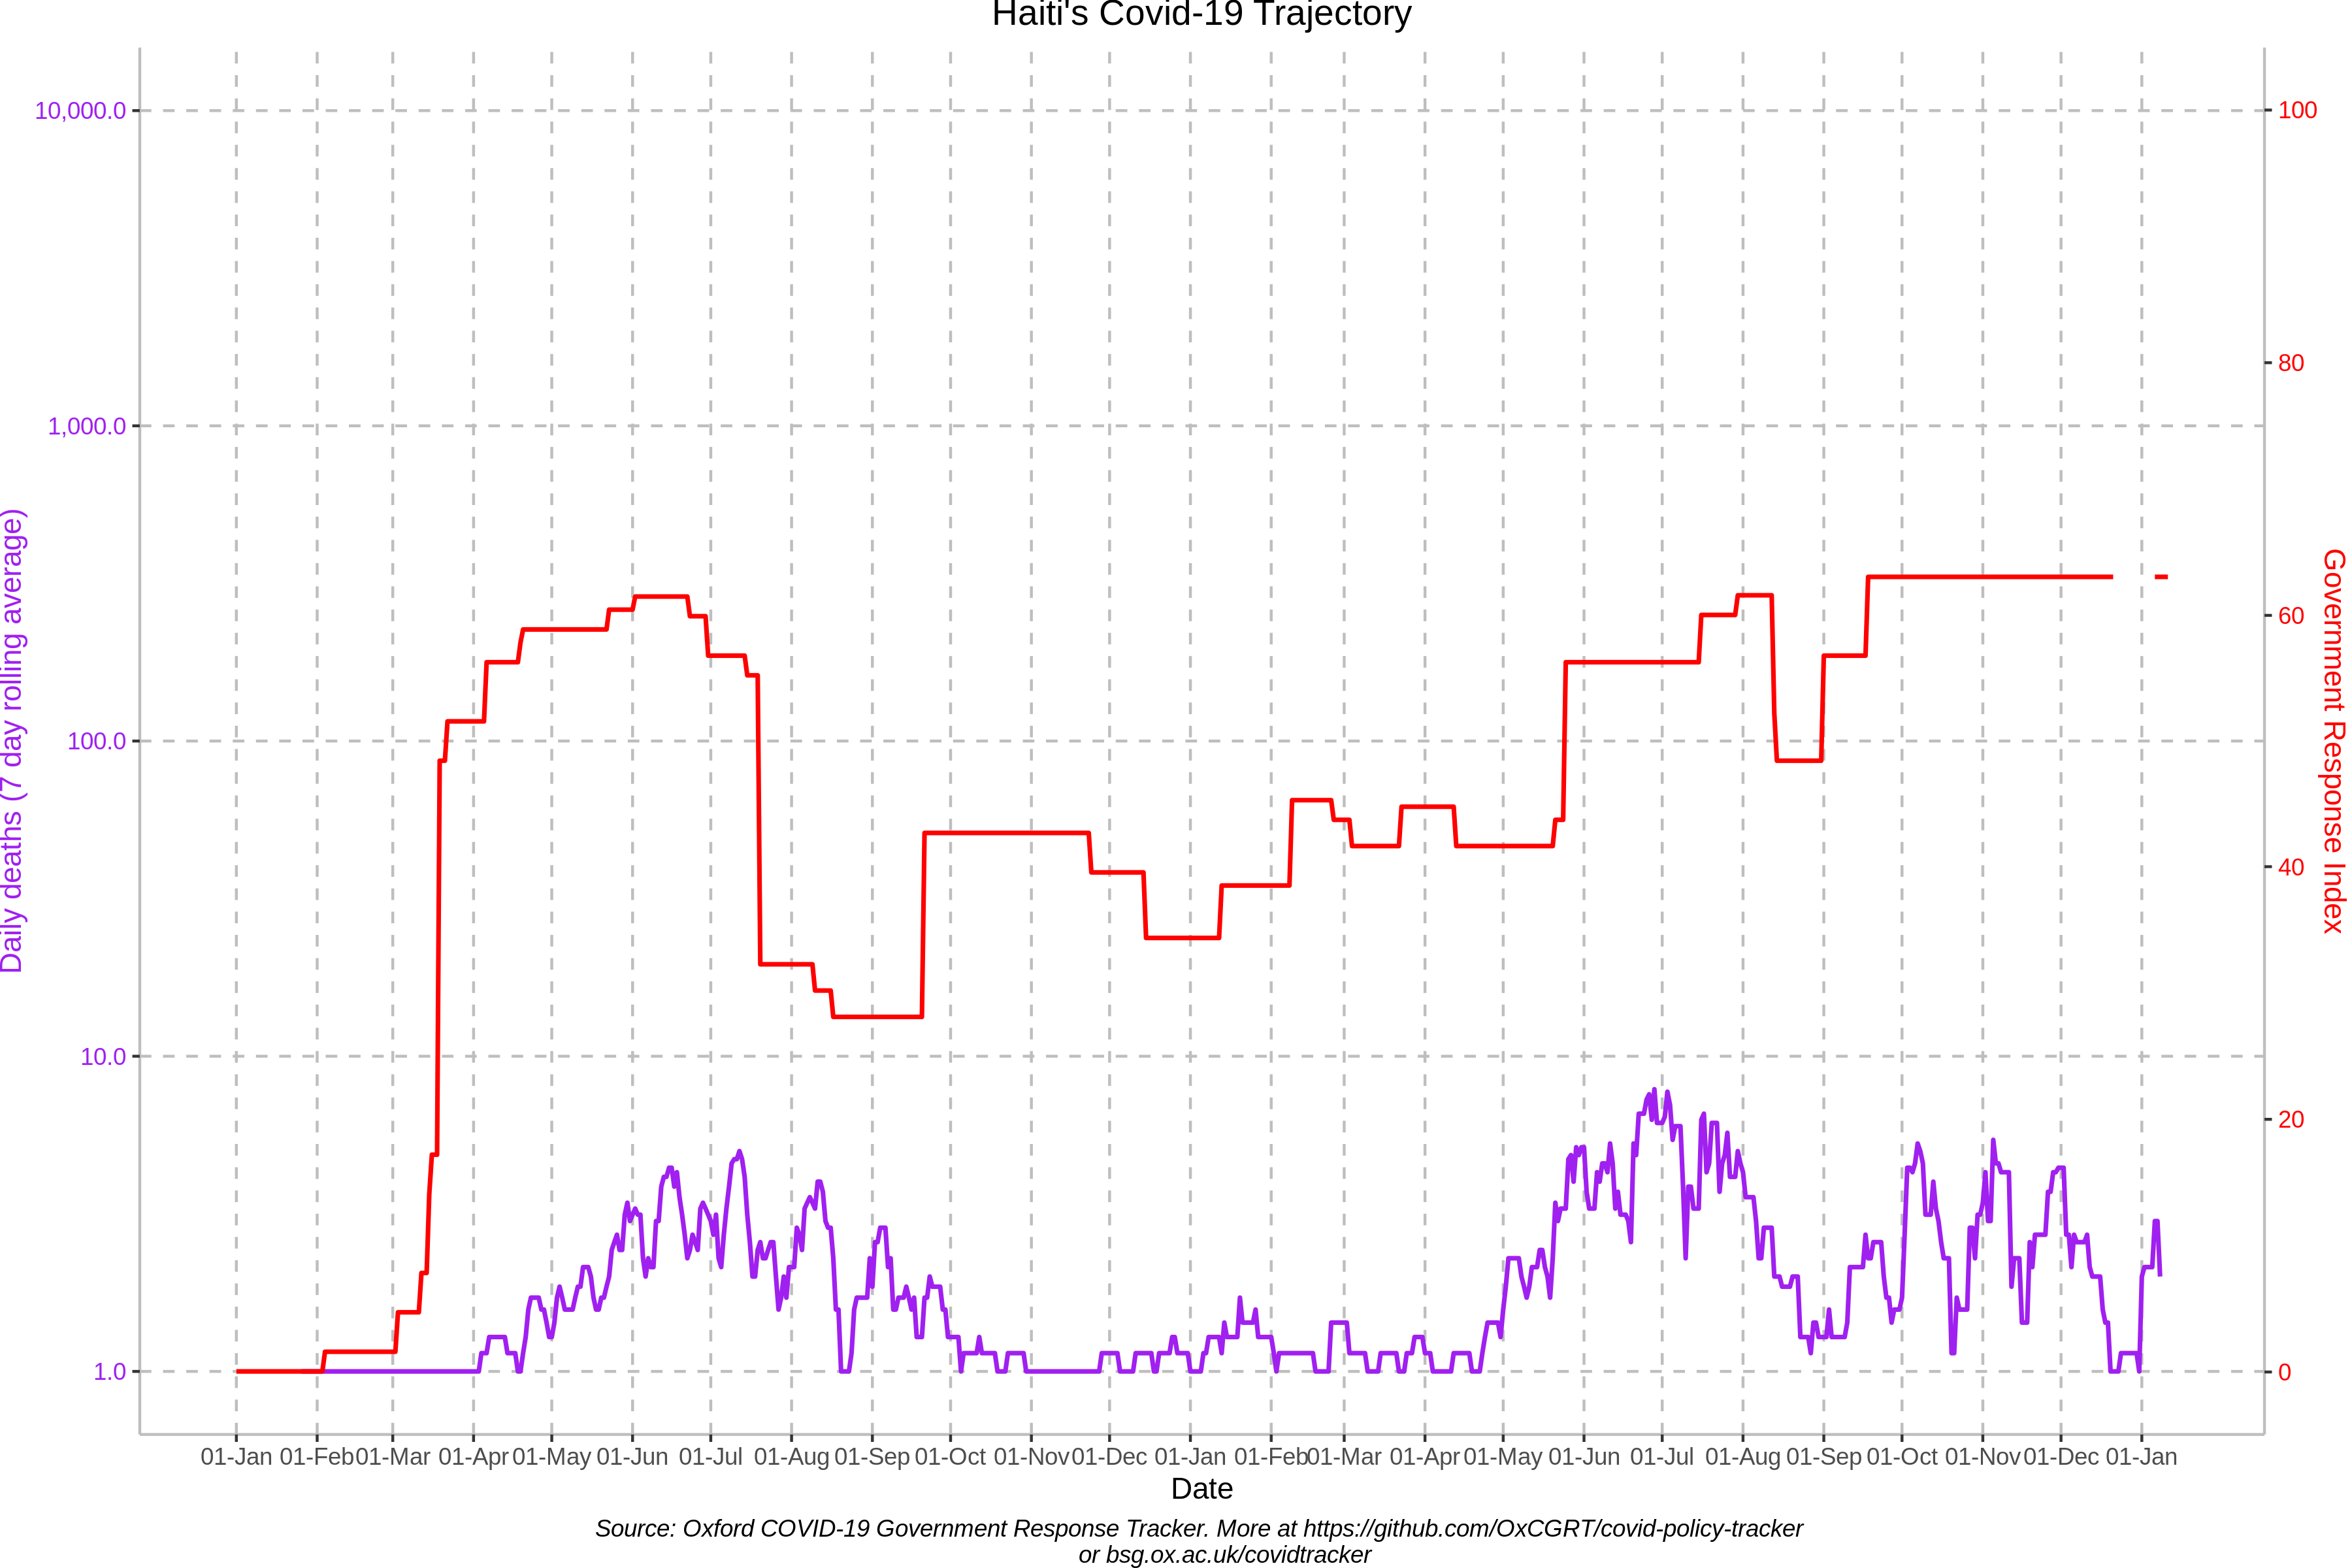 Haiti's Covid-19 Trajectory
10,000.0
1,000.0
100.0
10.0
1.0
Daily deaths (7 day rolling average)
100
80
60
40
20
0
Government Response Index
01-Jan 01-Feb 01-Mar 01-Apr 01-May 01-Jun 01-Jul 01-Aug 01-Sep 01-Oct 01-Nov 01-Dec 01-Jan 01-Feb 01-Mar 01-Apr 01-May 01-Jun 01-Jul 01-Aug 01-Sep 01-Oct 01-Nov 01-Dec 01-Jan
Date
Source: Oxford COVID-19 Government Response Tracker. More at https://github.com/OxCGRT/covid-policy-tracker
or bsg.ox.ac.uk/covidtracker